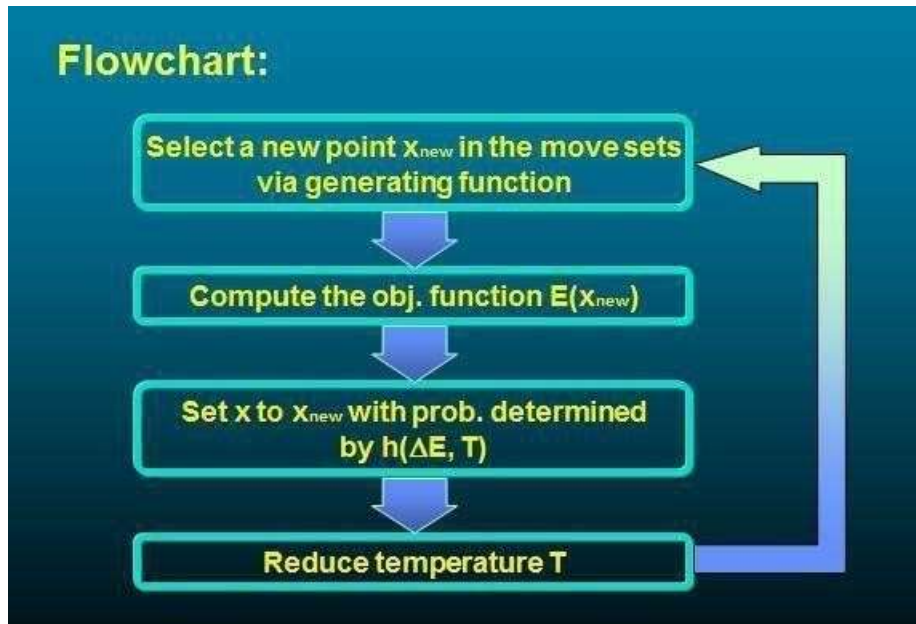 Flowchart:
Select a new point xnew in the move sets
via generating function
Compute the obj. function E(xnew)
Set x to xnew with prob. determined
by h(ΔE, T)
Reduce temperature T